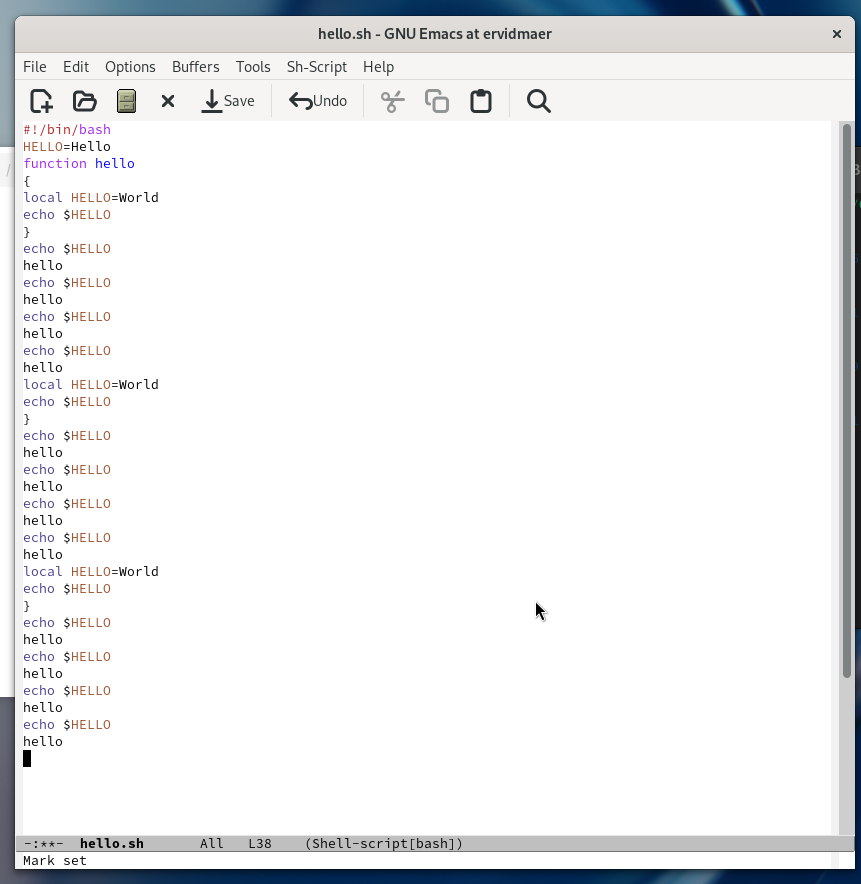 hello.sh - GNU Emacs at ervidmaer
File Edit Options Buffers Tools Sh-Script Help
Save Undo
#!/bin/bash
HELLO=Hello
function hello
{
local HELLO=World
echo $HELLO
}
echo $HELLO
hello
echo $HELLO
hello
echo $HELLO
hello
echo $HELLO
hello
local HELLO=World
echo $HELLO
}
echo $HELLO
hello
echo $HELLO
hello
echo $HELLO
hello
echo $HELLO
hello
local HELLO=World
echo $HELLO
}
echo $HELLO
hello
echo $HELLO
hello
echo $HELLO
hello
echo $HELLO
hello
-:**- hello.sh All L38 (Shell-script[bash])
Mark set